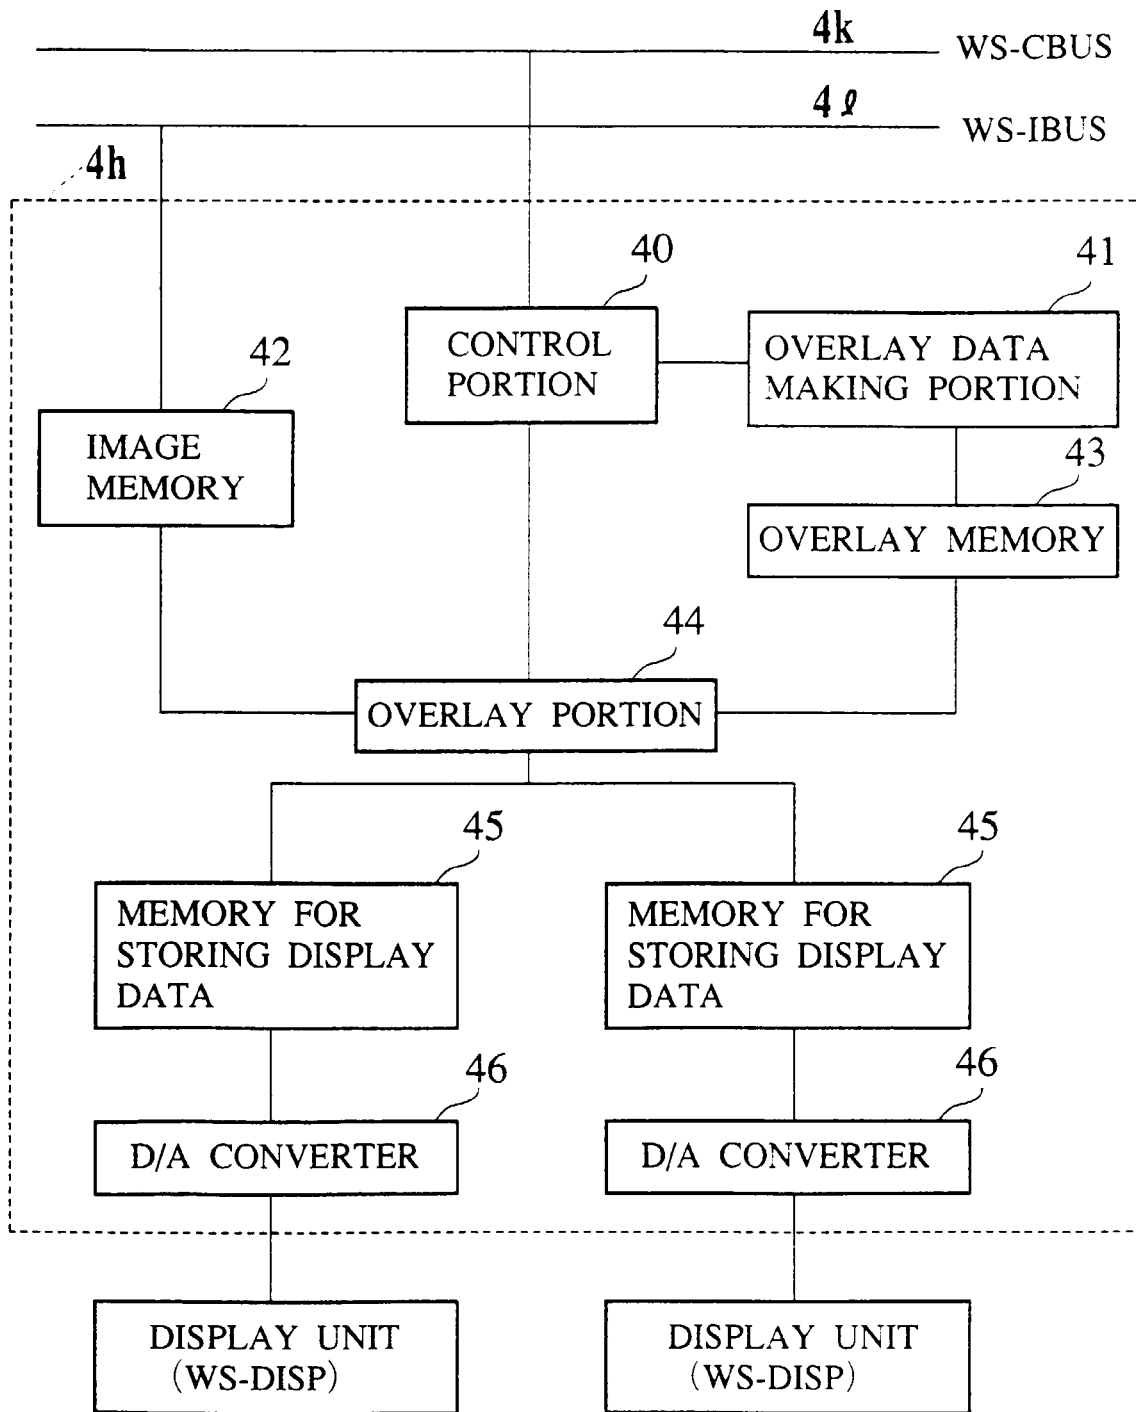 4k
WS-CBUS
4ℓ
WS-IBUS
4h
40
41
CONTROL
PORTION
OVERLAY DATA
MAKING PORTION
42
IMAGE
MEMORY
43
OVERLAY MEMORY
44
OVERLAY PORTION
45
45
MEMORY FOR
STORING DISPLAY
DATA
MEMORY FOR
STORING DISPLAY
DATA
46
46
D/A CONVERTER
D/A CONVERTER
DISPLAY UNIT
(WS-DISP)
DISPLAY UNIT
(WS-DISP)